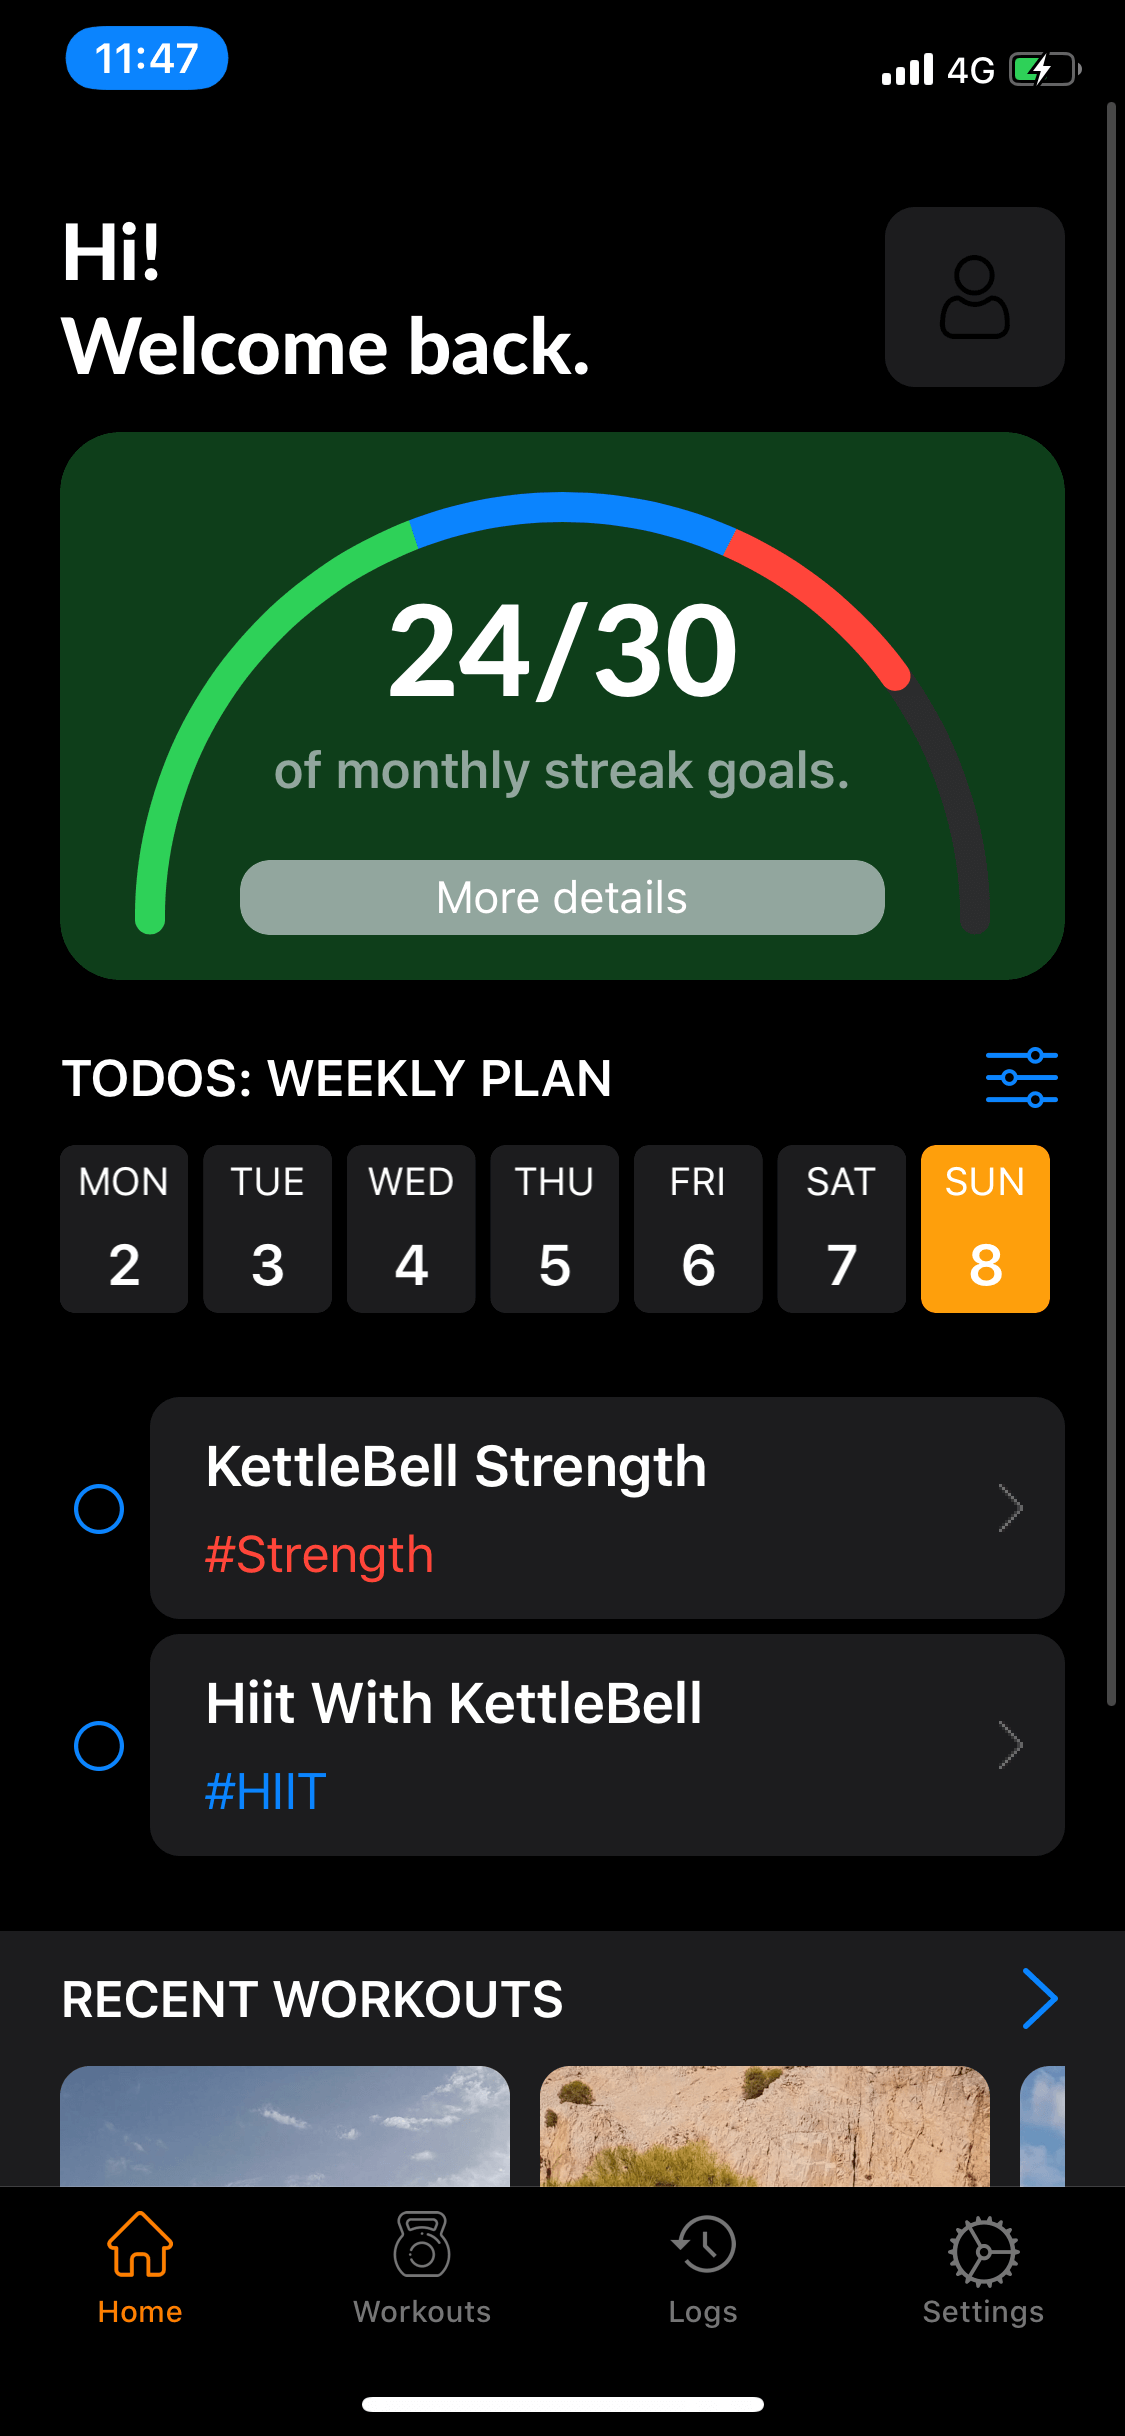 11:47
4G
Hi!
Welcome back.
24/30
of monthly streak goals.
More details
TODOS: WEEKLY PLAN
MON TUE WED THU FRI SAT SUN
2 3 4 5 6 7 8
KettleBell Strength
#Strength
Hiit With KettleBell
#HIIT
RECENT WORKOUTS
Home Workouts Logs Settings